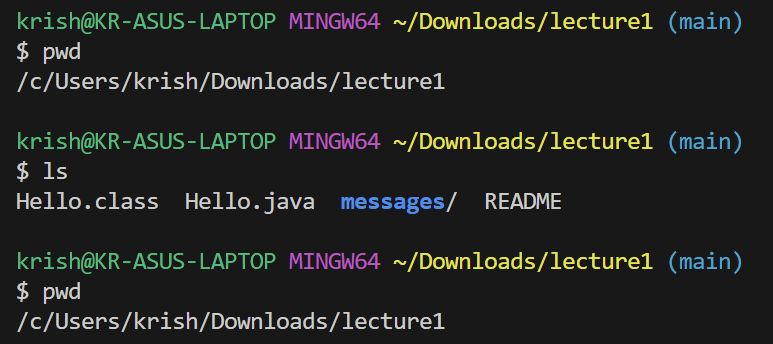 krish@KR-ASUS-LAPTOP MINGW64 ~/Downloads/lecture1 (main)
$ pwd
/c/Users/krish/Downloads/lecture1
krish@KR-ASUS-LAPTOP MINGW64 ~/Downloads/lecture1 (main)
$ ls
Hello.class  Hello.java  messages/  README
krish@KR-ASUS-LAPTOP MINGW64 ~/Downloads/lecture1 (main)
$ pwd
/c/Users/krish/Downloads/lecture1